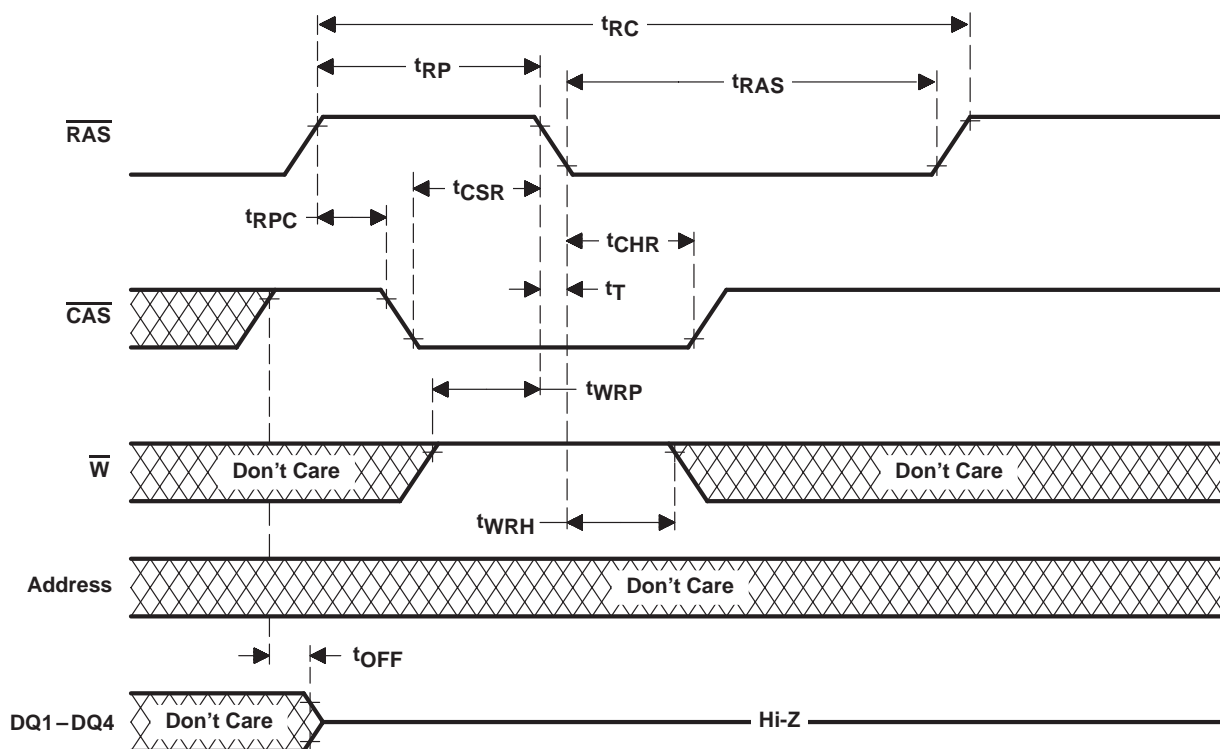 tRC
tRP
tRAS
RAS
tCSR
tRPC
tCHR
tT
CAS
tWRP
W
Don't Care
Don't Care
tWRH
Address
Don't Care
tOFF
DQ1–DQ4
Don't Care
Hi-Z